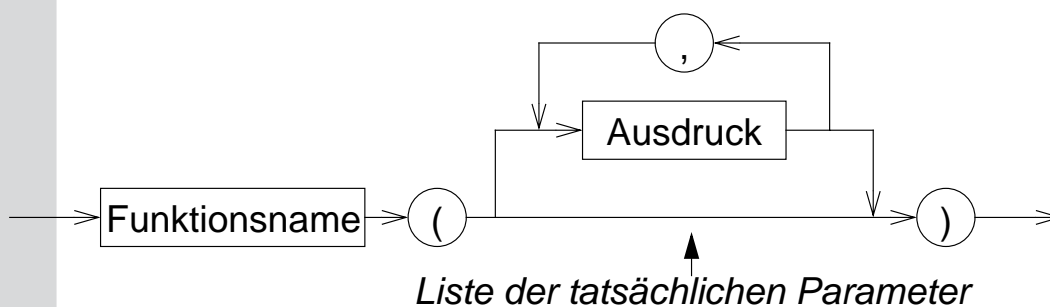 ,
Ausdruck
Funktionsname ( )
Liste der tatsächlichen Parameter